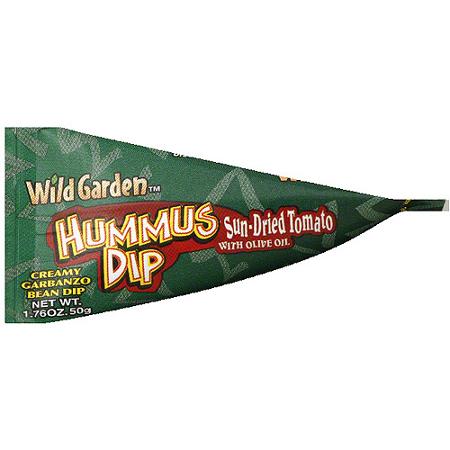 Wild Garden™
HUMMUS
DIP
Sun-Dried Tomato
WITH OLIVE OIL
CREAMY
GARBANZO
BEAN DIP
NET WT.
1.76OZ. 50g